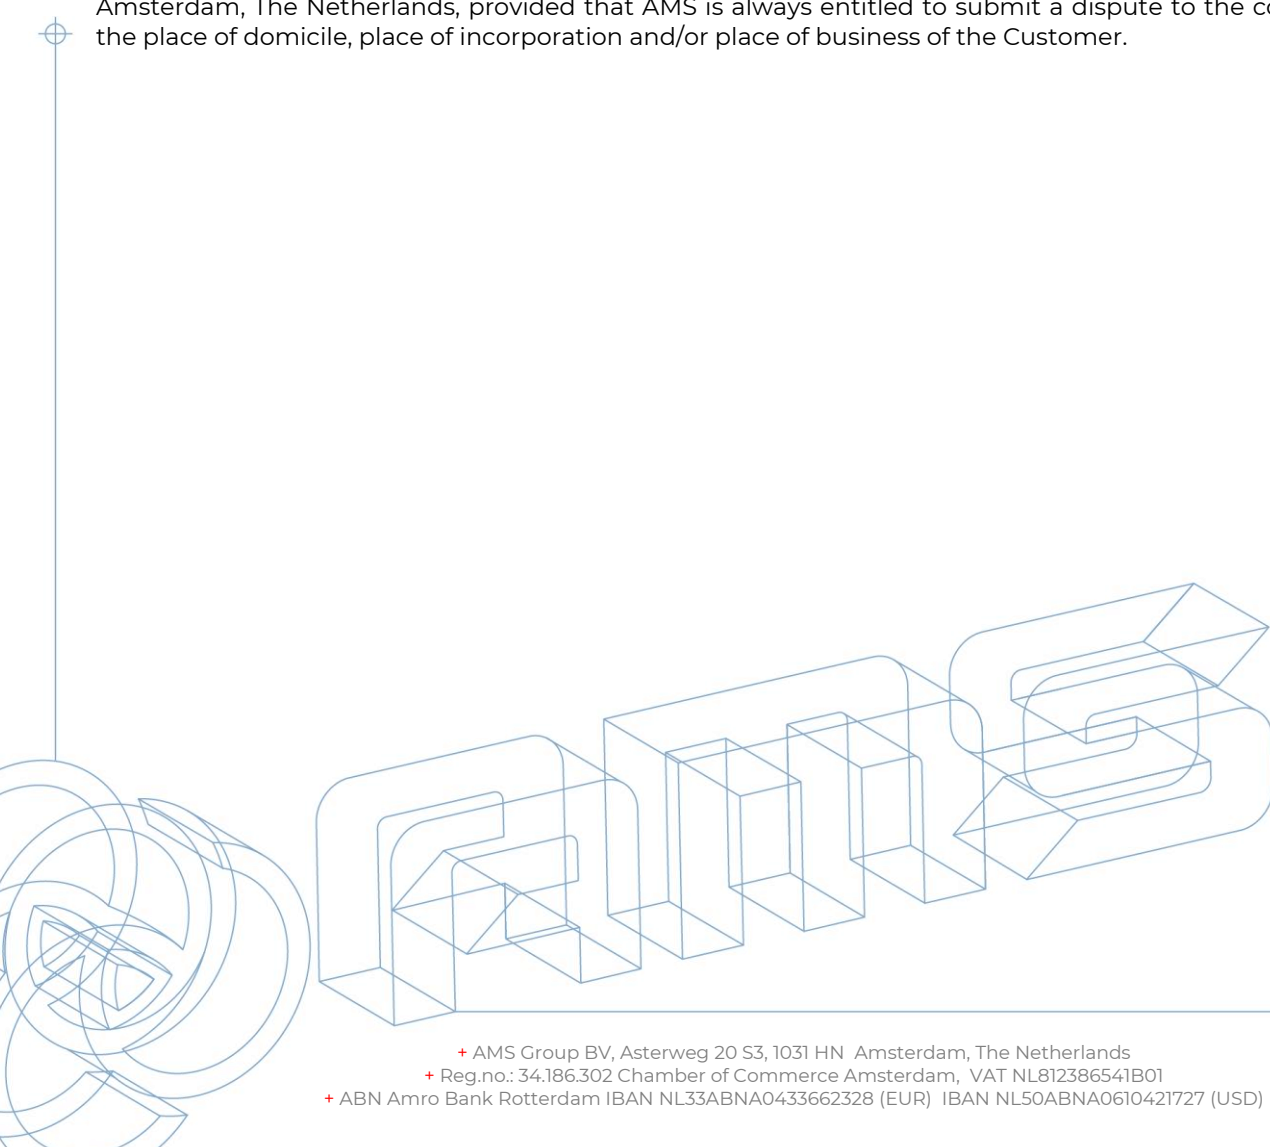 Amsterdam, The Netherlands, provided that AMS is always entitled to submit a dispute to the
the place of domicile, place of incorporation and/or place of business of the Customer.
ams
+ AMS Group BV, Asterweg 20 S3, 1031 HN Amsterdam, The Netherlands
+ Reg.no.: 34.186.302 Chamber of Commerce Amsterdam, VAT NL812386541B01
+ ABN Amro Bank Rotterdam IBAN NL33ABNA0433662328 (EUR) IBAN NL50ABNA0610421727 (USD)